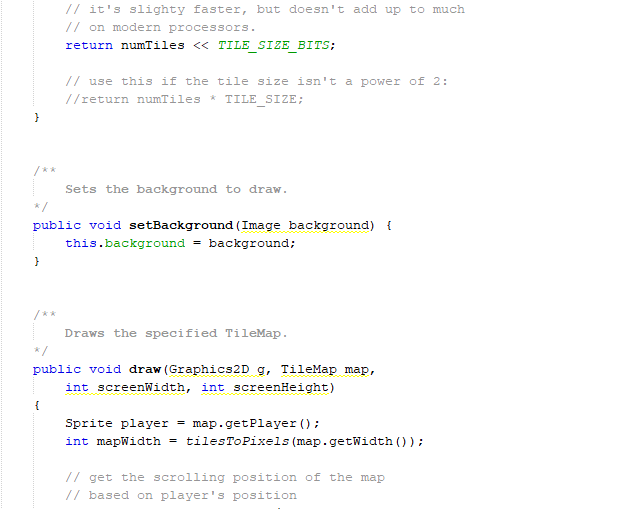 // it's slighty faster, but doesn't add up to much
// on modern processors.
return numTiles << TILE_SIZE_BITS;
// use this if the tile size isn't a power of 2:
//return numTiles * TILE_SIZE;
}
/**
Sets the background to draw.
*/
public void setBackground(Image background) {
this.background = background;
}
/**
Draws the specified TileMap.
*/
public void draw(Graphics2D g, TileMap map,
int screenWidth, int screenHeight)
{
Sprite player = map.getPlayer();
int mapWidth = tilesToPixels(map.getWidth());
// get the scrolling position of the map
// based on player's position